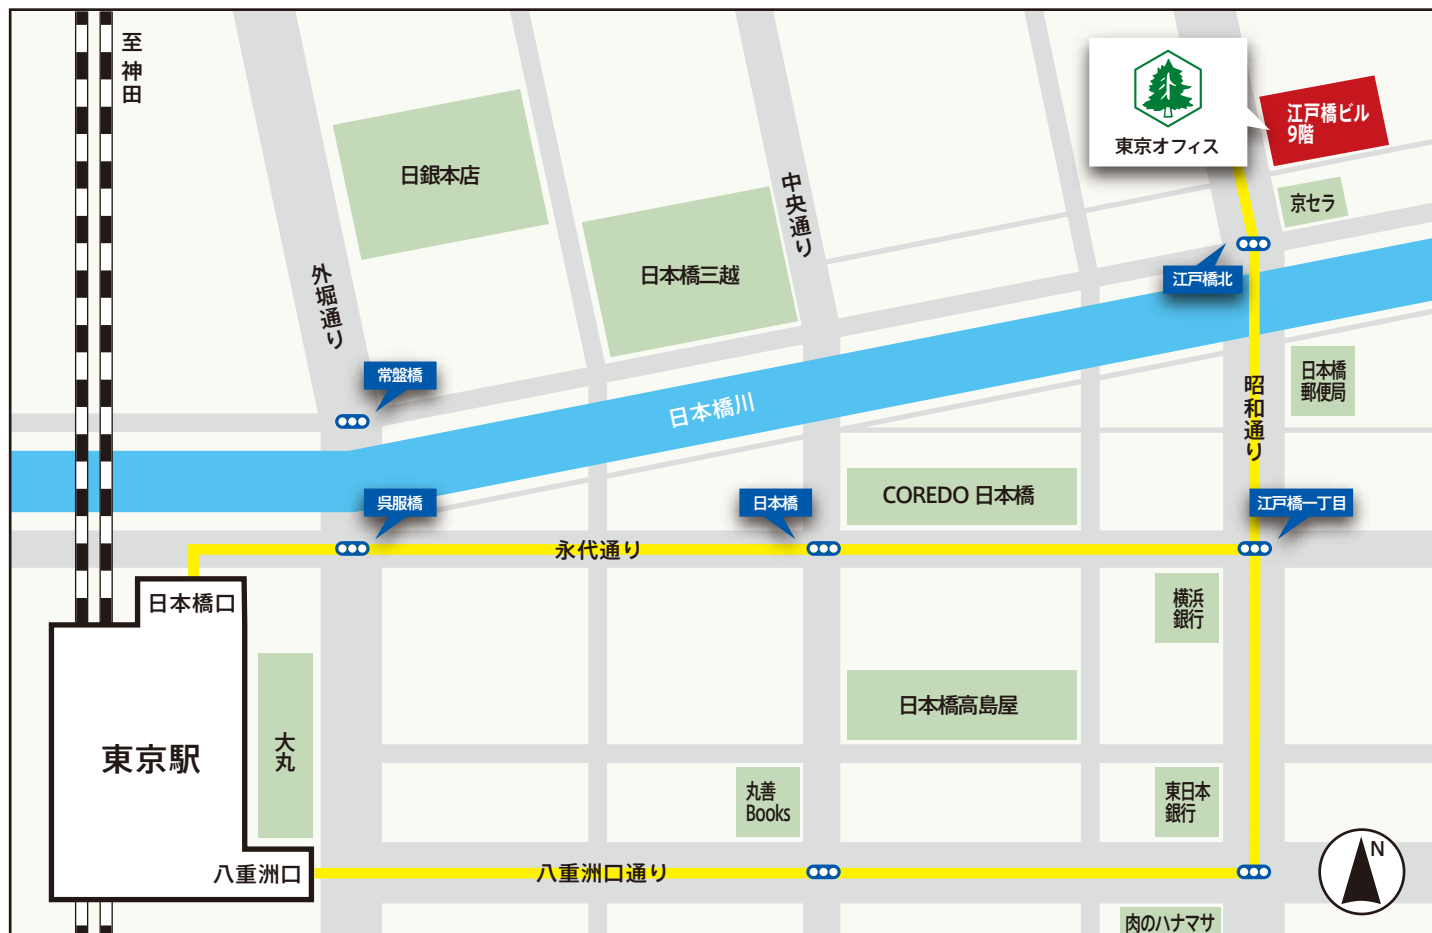 至
神
田
東京オフィス
江戸橋ビル
9階
日銀本店
中央通り
京セラ
日本橋三越
外堀通り
江戸橋北
常盤橋
日本橋川
日本橋
郵便局
昭和通り
呉服橋
日本橋
COREDO 日本橋
江戸橋一丁目
永代通り
日本橋口
横浜
銀行
大丸
東京駅
日本橋高島屋
丸善
Books
東日本
銀行
八重洲口
八重洲口通り
N
肉のハナマサ